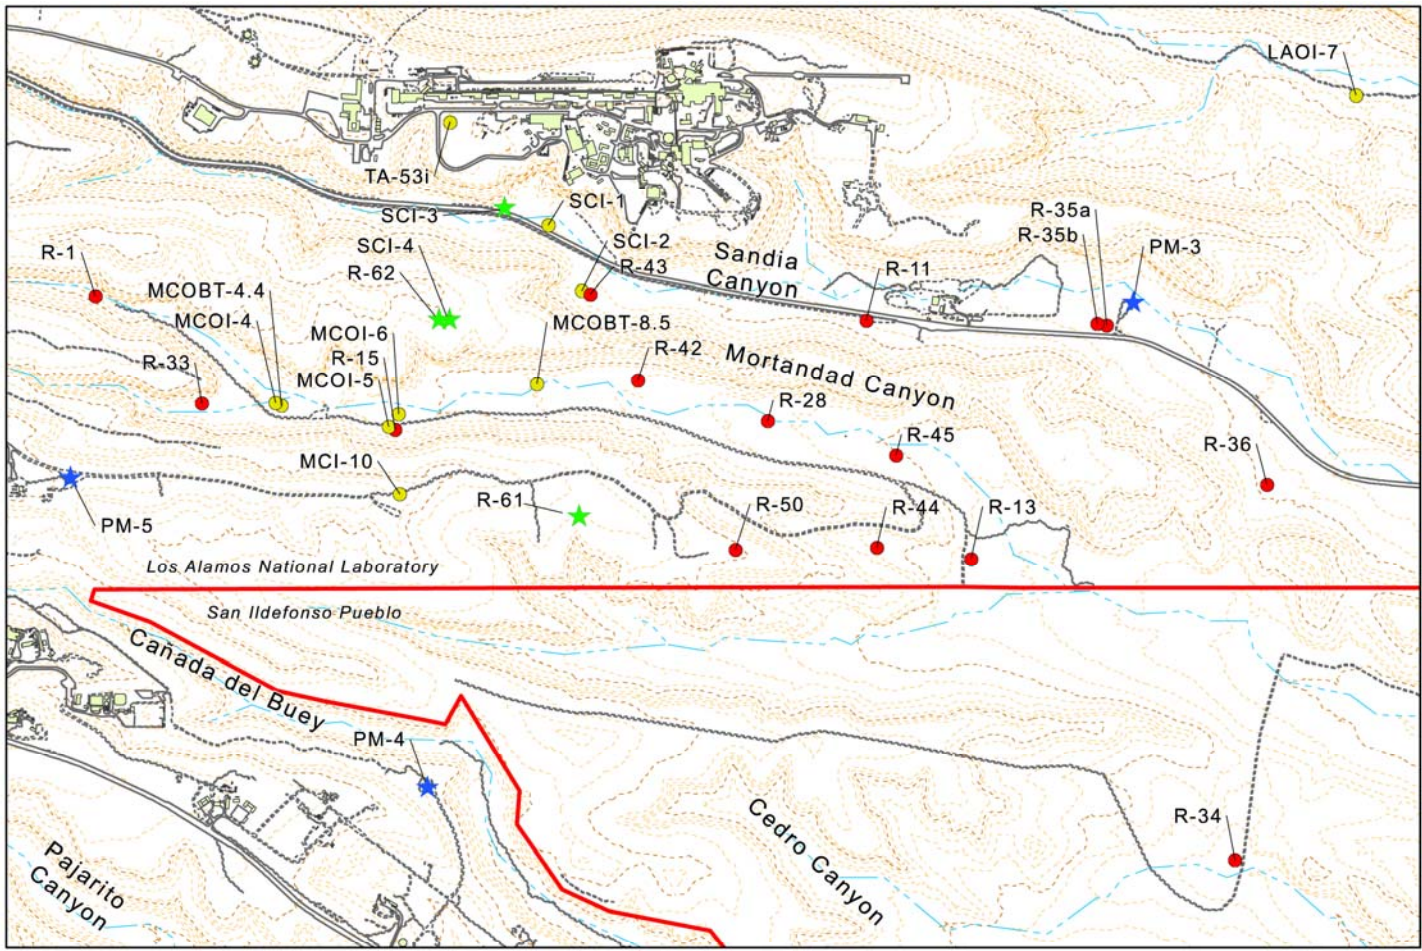 LAOI-7
TA-53i
SCI-3
SCI-1
SCI-4
R-62
SCI-2
R-43
R-35a
R-35b
PM-3
R-1
Sandia
Canyon
R-11
MCOBT-4.4
MCOI-4
MCOI-6
R-15
MCOI-5
R-33
MCOBT-8.5
R-42
Mortandad Canyon
R-28
R-45
R-36
MCI-10
R-61
PM-5
R-50
R-44
R-13
Los Alamos National Laboratory
San Ildefonso Pueblo
Cañada del Buey
PM-4
Cedro Canyon
R-34
Pajarito
Canyon